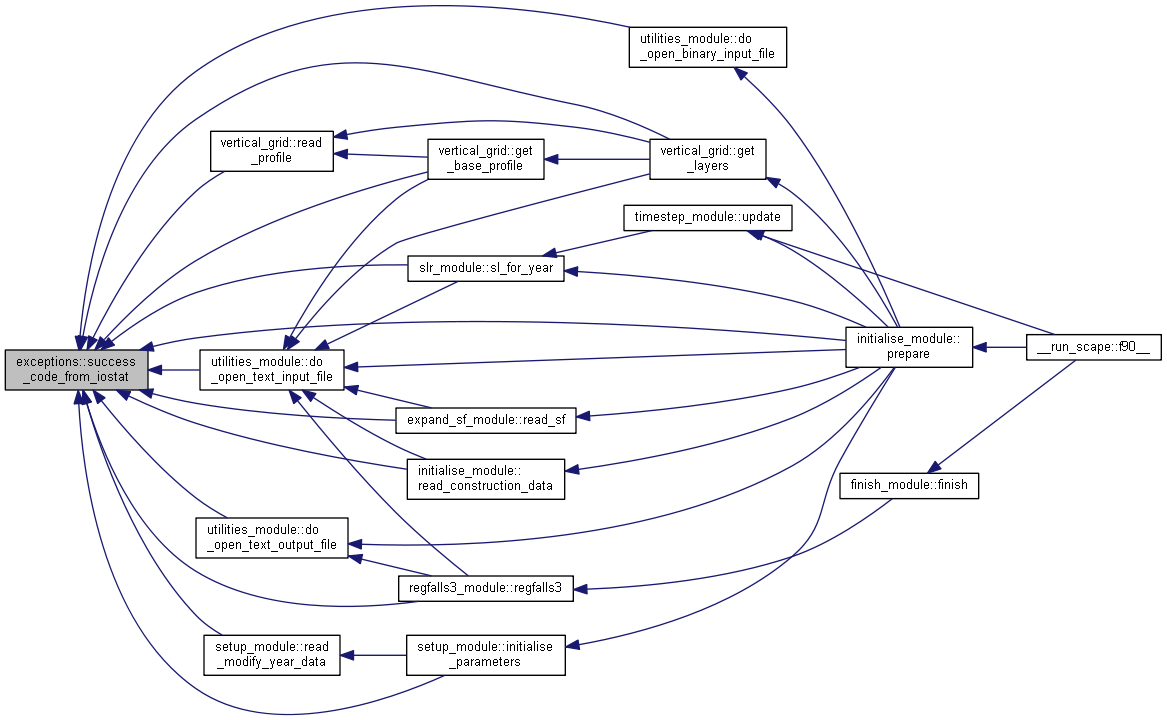 utilities_module::do
_open_binary_input_file
vertical_grid::read
_profile
vertical_grid::get
_base_profile
vertical_grid::get
_layers
timestep_module::update
slr_module::sl_for_year
exceptions::success
_code_from_iostat
utilities_module::do
_open_text_input_file
initialise_module::
prepare
__run_scape::f90__
expand_sf_module::read_sf
initialise_module::
read_construction_data
finish_module::finish
utilities_module::do
_open_text_output_file
regfalls3_module::regfalls3
setup_module::read
_modify_year_data
setup_module::initialise
_parameters